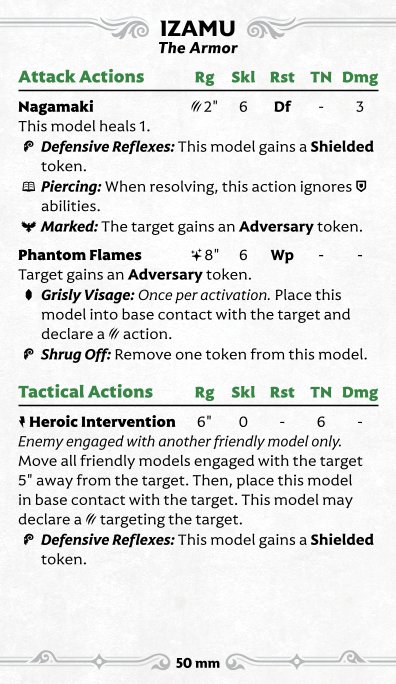 IZAMU
The Armor
Attack Actions Rg Skl Rst TN Dmg
Nagamaki 2" 6 Df - 3
This model heals 1.
Defensive Reflexes: This model gains a Shielded
token.
Piercing: When resolving, this action ignores
abilities.
Marked: The target gains an Adversary token.
Phantom Flames 8" 6 Wp - -
Target gains an Adversary token.
Grisly Visage: Once per activation. Place this
model into base contact with the target and
declare a action.
Shrug Off: Remove one token from this model.
Tactical Actions Rg Skl Rst TN Dmg
Heroic Intervention 6" 0 - 6 -
Enemy engaged with another friendly model only.
Move all friendly models engaged with the target
5" away from the target. Then, place this model
in base contact with the target. This model may
declare a targeting the target.
Defensive Reflexes: This model gains a Shielded
token.
50 mm